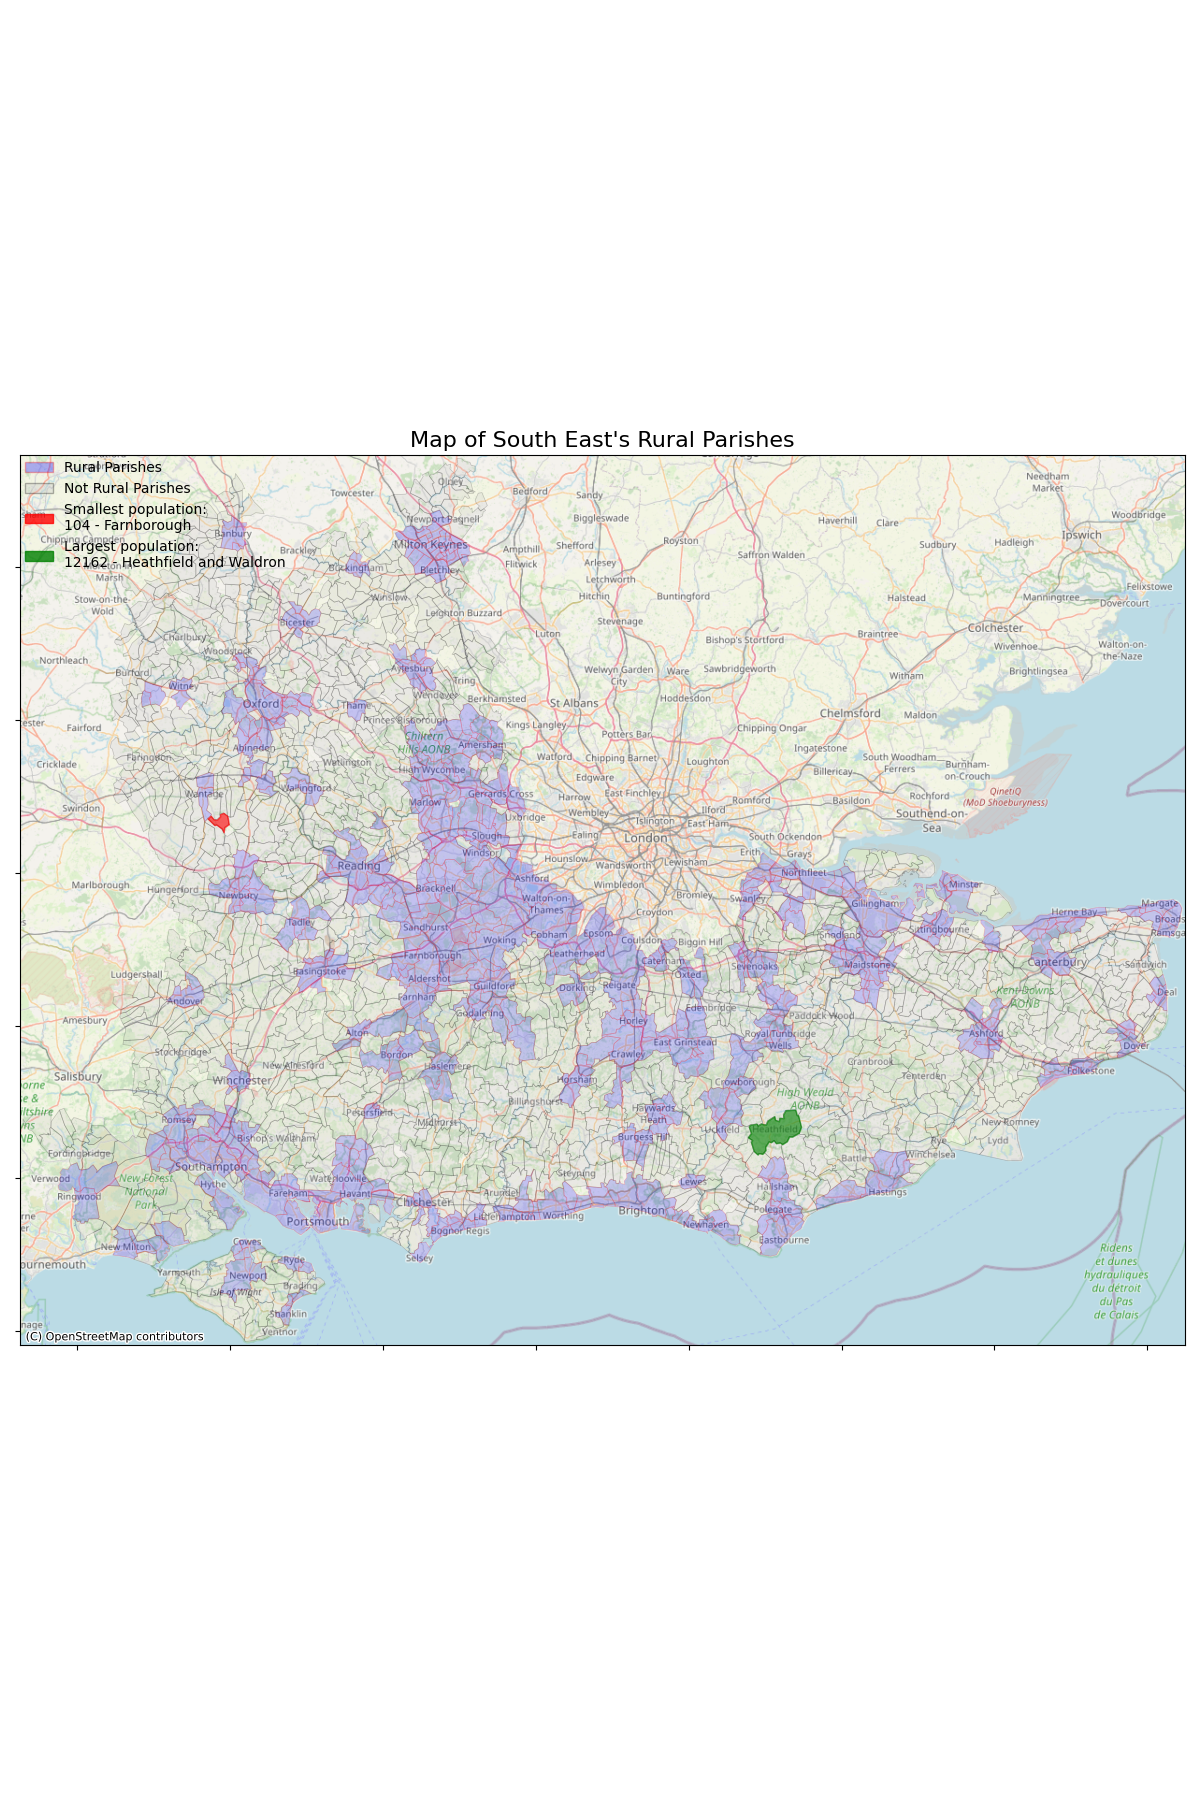 Map of South East's Rural Parishes
Rural Parishes
Not Rural Parishes
Smallest population:
104 - Farnborough
Largest population:
12162 - Heathfield and Waldron
Olney
Towcester
Bedford
Sandy
Biggleswade
Needham
Market
Woodbridge
Haverhill
Clare
Newport Pagnell
Banbury
Chipping Campden
Milton Keynes
Royston
Sudbury
Hadleigh
Ipswich
Brackley
Ampthill
Shefford
Flitwick
Arlesey
Saffron Walden
Buckingham
Bletchley
Letchworth
Marsh
Felixstowe
Stow-on-the-
Wold
Winslow
Hitchin
Buntingford
Halstead
Manningtree
Dovercourt
Leighton Buzzard
Stevenage
Bicester
Luton
Bishop's Stortford
Braintree
Colchester
Charlbury
Wivenhoe
Walton-on-
the-Naze
Woodstock
Northleach
Burford
Witney
Aylesbury
Tring
Welwyn Garden
City
Ware
Sawbridgeworth
Witham
Brightlingsea
Wendover
Berkhamsted
Hoddesdon
Oxford
Thame
St Albans
Princes Risborough
Kings Langley
Chelmsford
Maldon
Fairford
Potters Bar
Chipping Ongar
Chiltern
Hills AONB
Abingdon
Amersham
Ingatestone
Faringdon
Watlington
Watford
Chipping Barnet
Loughton
South Woodham
Ferrers
Burnham-
on-Crouch
Cricklade
High Wycombe
Edgware
Billericay
Wantage
Wallingford
Gerrards Cross
Harrow
East Finchley
Romford
Basildon
Rochford
QinetiQ
(MoD Shoeburyness)
Swindon
Marlow
Wembley
Ilford
Uxbridge
Islington
East Ham
Southend-on-
Sea
Slough
Ealing
London
South Ockendon
Windsor
Erith
Grays
Reading
Hounslow
Wandsworth
Lewisham
Northfleet
Marlborough
Hungerford
Bracknell
Ashford
Wimbledon
Bromley
Swanley
Minster
Newbury
Walton-on-
Thames
Croydon
Gillingham
Margate
Herne Bay
Broads
Ramsga
Tadley
Sandhurst
Cobham
Epsom
Coulsdon
Biggin Hill
Snodland
Sittingbourne
Woking
Farnborough
Leatherhead
Caterham
Sevenoaks
Maidstone
Canterbury
Sandwich
Ludgershall
Basingstoke
Aldershot
Guildford
Dorking
Reigate
Oxted
Kent Downs
AONB
Deal
Andover
Farnham
Edenbridge
Paddock Wood
Amesbury
Godalming
Horley
Alton
East Grinstead
Royal Tunbridge
Wells
Ashford
Dover
Stockbridge
Bordon
Crawley
Cranbrook
Folkestone
New Alresford
Haslemere
Tenterden
Salisbury
Winchester
Horsham
Crowborough
High Weald
AONB
Billingshurst
Petersfield
Midhurst
Haywards
Heath
New Romney
Romsey
Uckfield
Heathfield
Burgess Hill
Rye
Lydd
Bishop's Waltham
Battle
Winchelsea
Fordingbridge
Southampton
Steyning
Verwood
New Forest
National
Park
Waterlooville
Lewes
Hailsham
Ringwood
Hythe
Fareham
Havant
Chichester
Arundel
Hastings
Polegate
Portsmouth
Littlehampton
Worthing
Brighton
Newhaven
Bognor Regis
Eastbourne
New Milton
Cowes
Selsey
Ridens
et dunes
hydrauliques
du détroit
du Pas
de Calais
Ryde
Yarmouth
Newport
Brading
Isle of Wight
Shanklin
Ventnor
(C) OpenStreetMap contributors